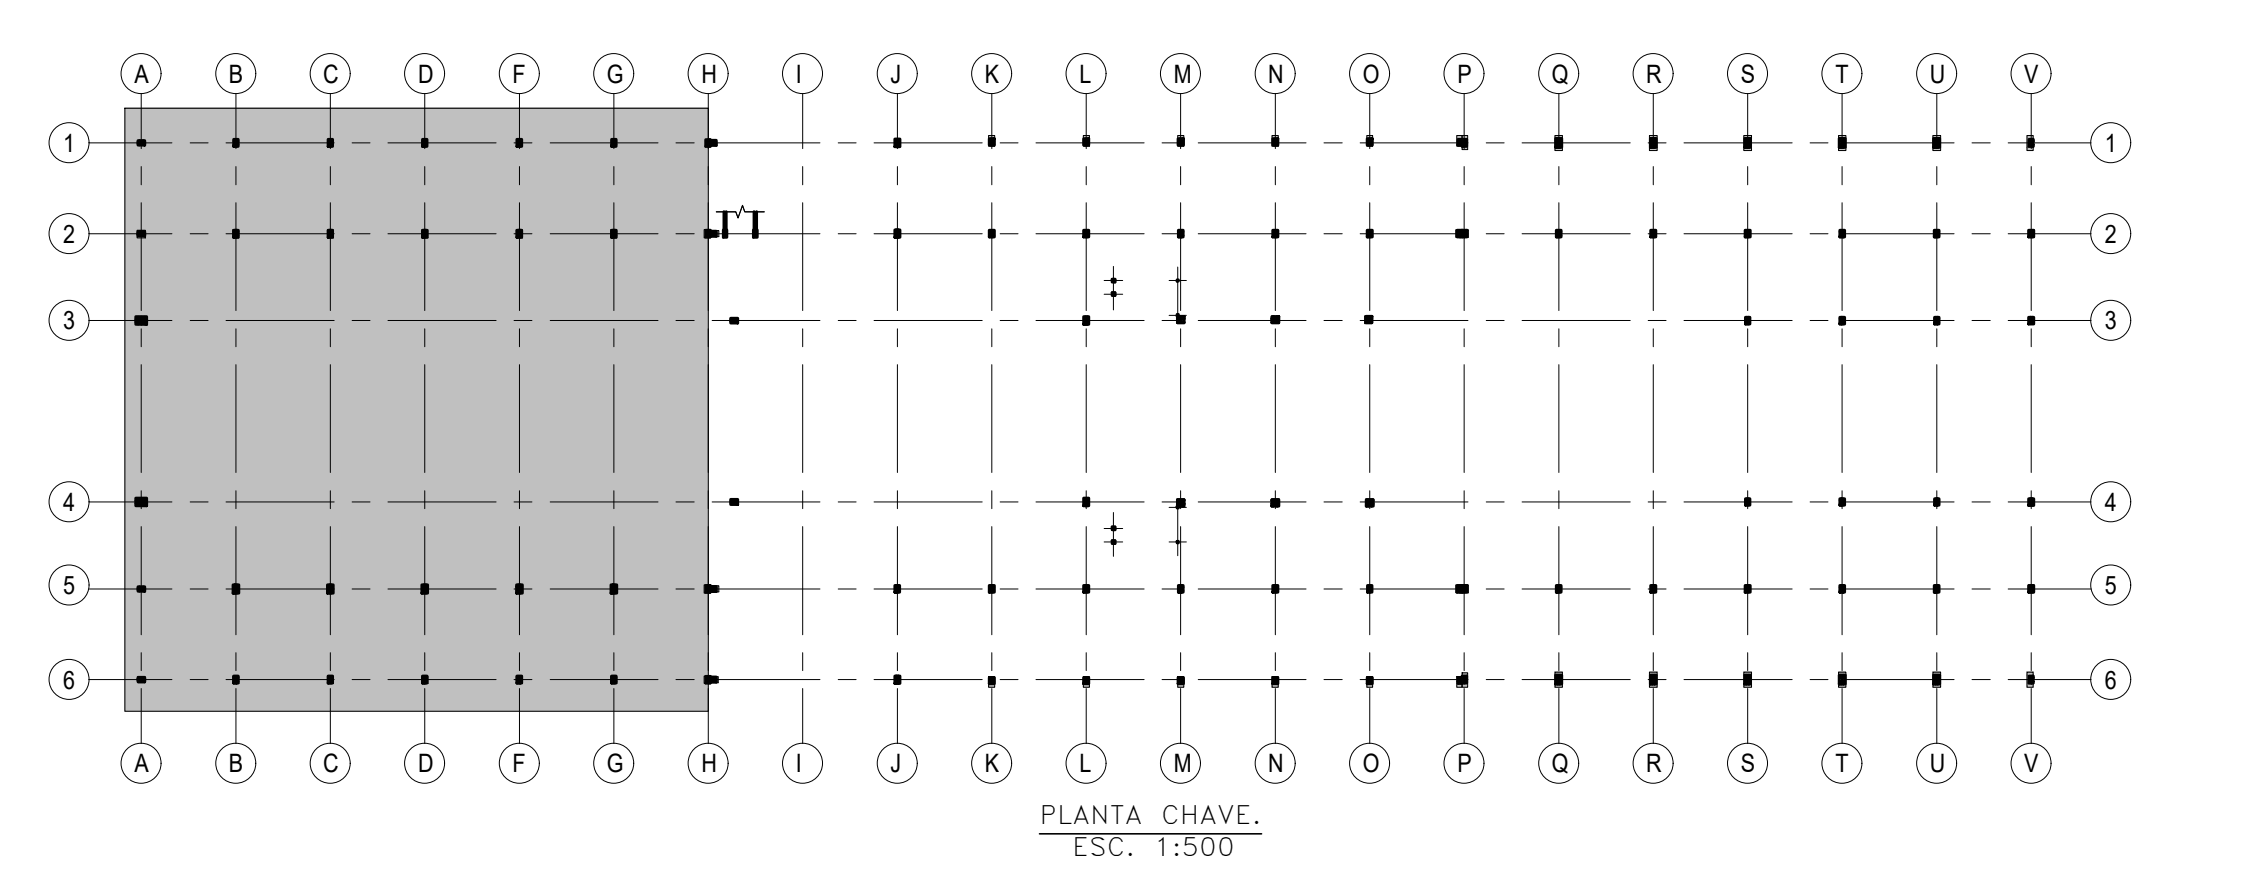 A B C D F G H I J K L M N O P Q R S T U V
1 1
2 2
3 3
4 4
5 5
6 6
A B C D F G H I J K L M N O P Q R S T U V
PLANTA CHAVE.
ESC. 1:500